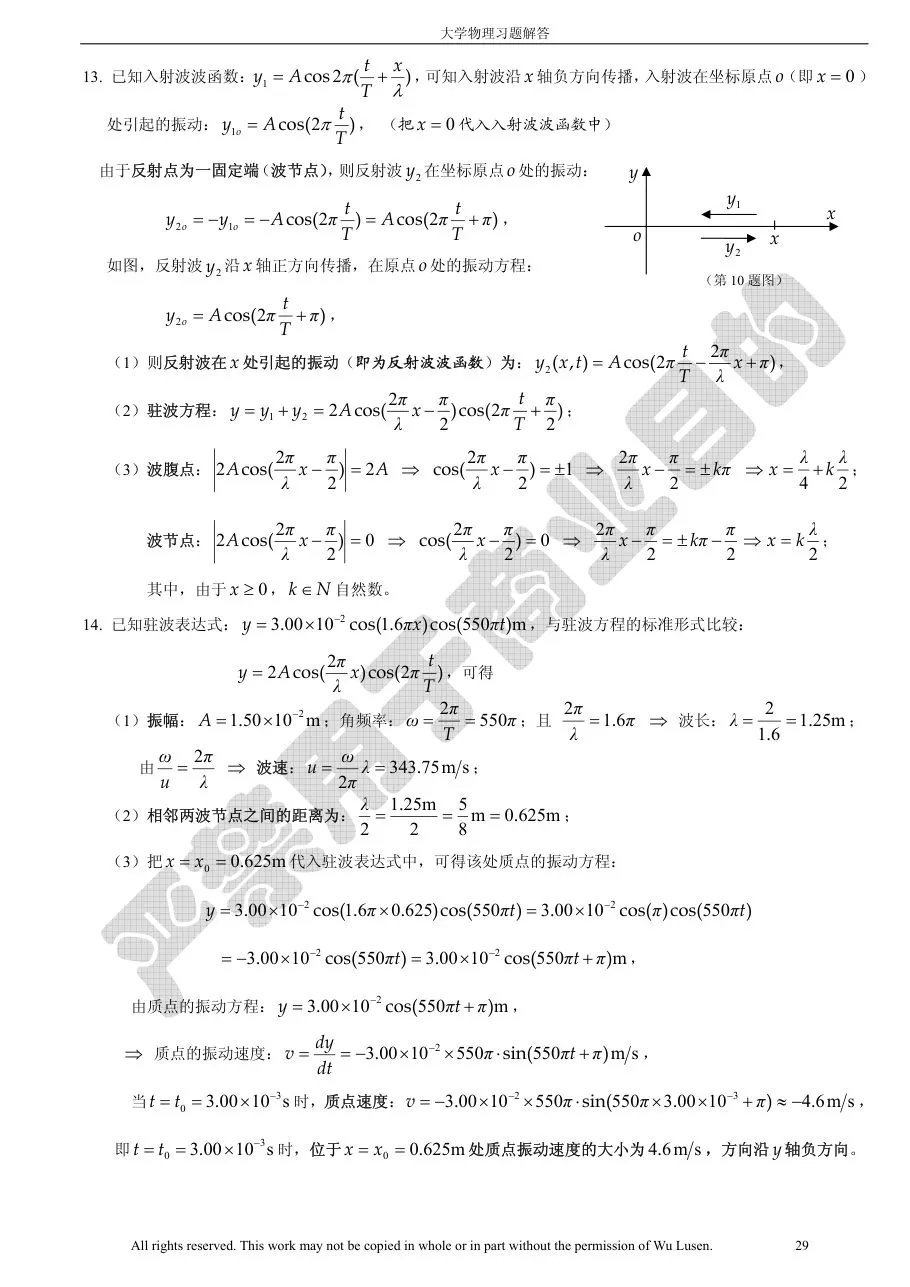 大学物理习题解答
13. 已知入射波波函数：y₁ = A cos 2π(t/T + x/λ)，可知入射波沿 x 轴负方向传播，入射波在坐标原点 o（即 x = 0）
处引起的振动：y₁ₒ = A cos(2π t/T)， （把 x = 0 代入入射波波函数中）
由于反射点为一固定端（波节点），则反射波 y₂ 在坐标原点 o 处的振动：
y₂ₒ = −y₁ₒ = −A cos(2π t/T) = A cos(2π t/T + π)，
如图，反射波 y₂ 沿 x 轴正方向传播，在原点 o 处的振动方程：
y₂ₒ = A cos(2π t/T + π)，
y
y₁
x
o
y₂
x
（第 10 题图）
（1）则反射波在 x 处引起的振动（即为反射波波函数）为：y₂(x,t) = A cos(2π t/T − 2π/λ x + π)，
（2）驻波方程：y = y₁ + y₂ = 2A cos(2π/λ x − π/2) cos(2π t/T + π/2)；
（3）波腹点：|2A cos(2π/λ x − π/2)| = 2A ⇒ cos(2π/λ x − π/2) = ±1 ⇒ 2π/λ x − π/2 = ±kπ ⇒ x = λ/4 + k λ/2；
波节点：|2A cos(2π/λ x − π/2)| = 0 ⇒ cos(2π/λ x − π/2) = 0 ⇒ 2π/λ x − π/2 = ±kπ − π/2 ⇒ x = k λ/2；
其中，由于 x ≥ 0，k ∈ N 自然数。
14. 已知驻波表达式：y = 3.00×10⁻² cos(1.6πx) cos(550πt) m，与驻波方程的标准形式比较：
y = 2A cos(2π/λ x) cos(2π t/T)，可得
（1）振幅：A = 1.50×10⁻² m；角频率：ω = 2π/T = 550π；且 2π/λ = 1.6π ⇒ 波长：λ = 2/1.6 = 1.25m；
由 ω/u = 2π/λ ⇒ 波速：u = ω/2π λ = 343.75 m/s；
（2）相邻两波节点之间的距离为：λ/2 = 1.25m/2 = 5/8 m = 0.625m；
（3）把 x = x₀ = 0.625m 代入驻波表达式中，可得该处质点的振动方程：
y = 3.00×10⁻² cos(1.6π×0.625) cos(550πt) = 3.00×10⁻² cos(π) cos(550πt)
= −3.00×10⁻² cos(550πt) = 3.00×10⁻² cos(550πt + π) m，
由质点的振动方程：y = 3.00×10⁻² cos(550πt + π) m，
⇒ 质点的振动速度：v = dy/dt = −3.00×10⁻² × 550π · sin(550πt + π) m/s，
当 t = t₀ = 3.00×10⁻³ s 时，质点速度：v = −3.00×10⁻² × 550π · sin(550π×3.00×10⁻³ + π) ≈ −4.6 m/s，
即 t = t₀ = 3.00×10⁻³ s 时，位于 x = x₀ = 0.625m 处质点振动速度的大小为 4.6 m/s，方向沿 y 轴负方向。
严禁用于商业目的
All rights reserved. This work may not be copied in whole or in part without the permission of Wu Lusen. 29